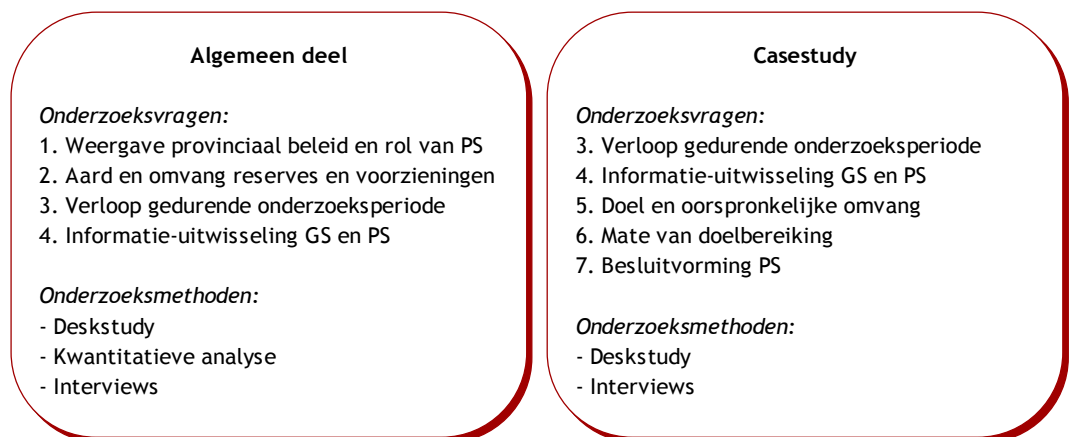 Algemeen deel
Onderzoeksvragen:
1. Weergave provinciaal beleid en rol van PS
2. Aard en omvang reserves en voorzieningen
3. Verloop gedurende onderzoeksperiode
4. Informatie-uitwisseling GS en PS
Onderzoeksmethoden:
- Deskstudy
- Kwantitatieve analyse
- Interviews
Casestudy
Onderzoeksvragen:
3. Verloop gedurende onderzoeksperiode
4. Informatie-uitwisseling GS en PS
5. Doel en oorspronkelijke omvang
6. Mate van doelbereiking
7. Besluitvorming PS
Onderzoeksmethoden:
- Deskstudy
- Interviews